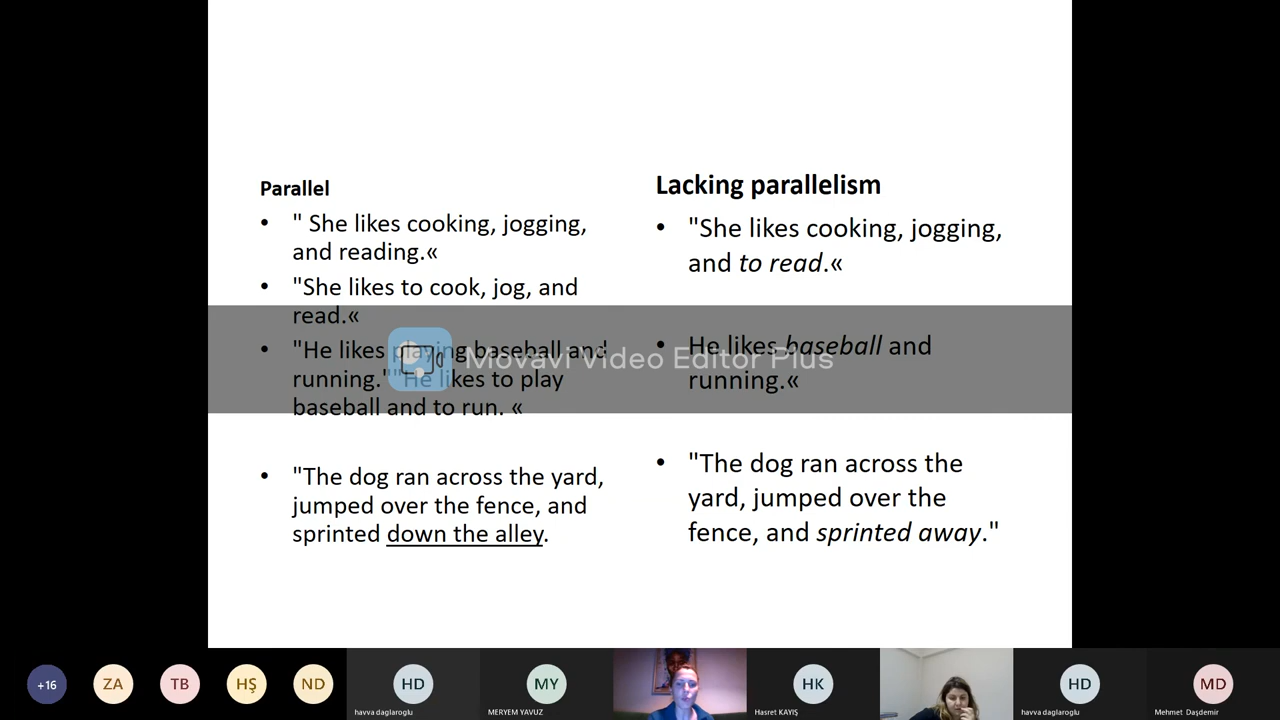 Parallel
" She likes cooking, jogging,
and reading.«
"She likes to cook, jog, and
read.«
"He likes playing baseball and
running.""He likes to play
baseball and to run. «
"The dog ran across the yard,
jumped over the fence, and
sprinted down the alley.
Lacking parallelism
"She likes cooking, jogging,
and to read.«
He likes baseball and
running.«
"The dog ran across the
yard, jumped over the
fence, and sprinted away."
Movavi Video Editor Plus
+16
ZA
TB
HŞ
ND
HD
havva daglaroglu
MY
MERYEM YAVUZ
HK
Hasret KAYIŞ
HD
havva daglaroglu
MD
Mehmet Daşdemir